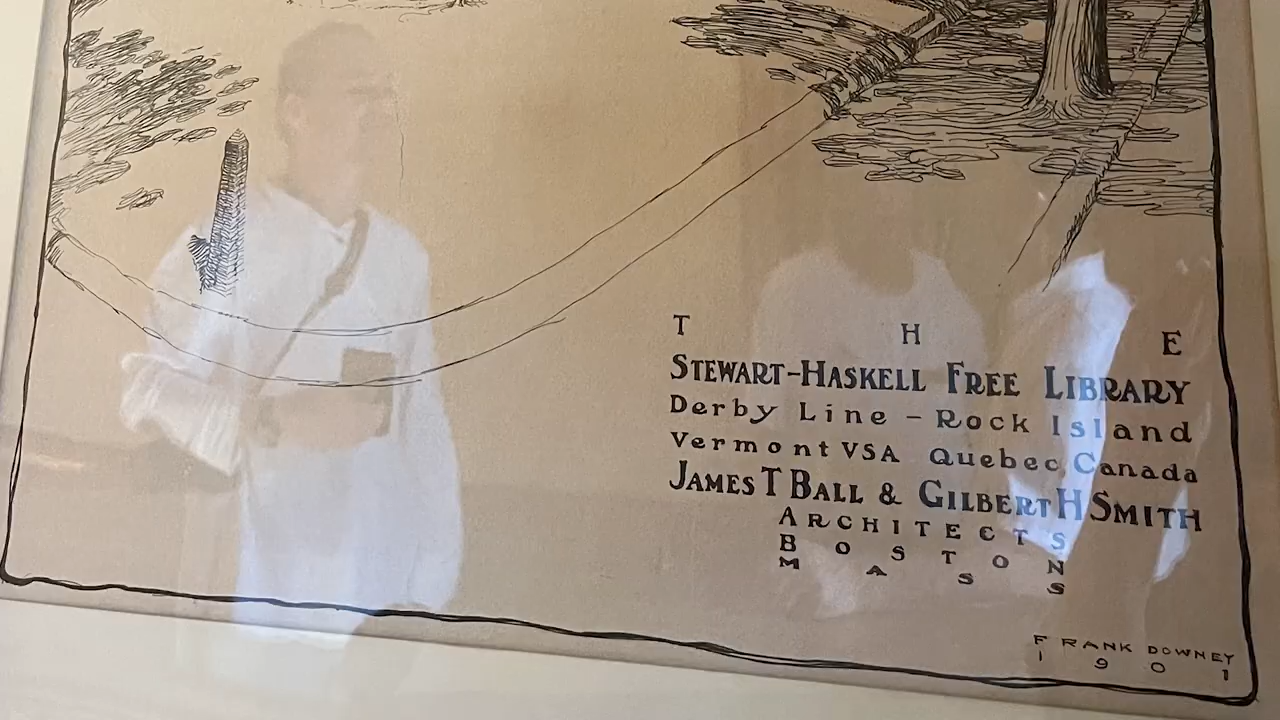 THE
STEWART-HASKELL FREE LIBRARY
Derby Line - Rock Island
Vermont VSA Quebec Canada
JAMES T BALL & GILBERT H SMITH
ARCHITECTS
BOSTON
MASS
FRANK DOWNEY
1901